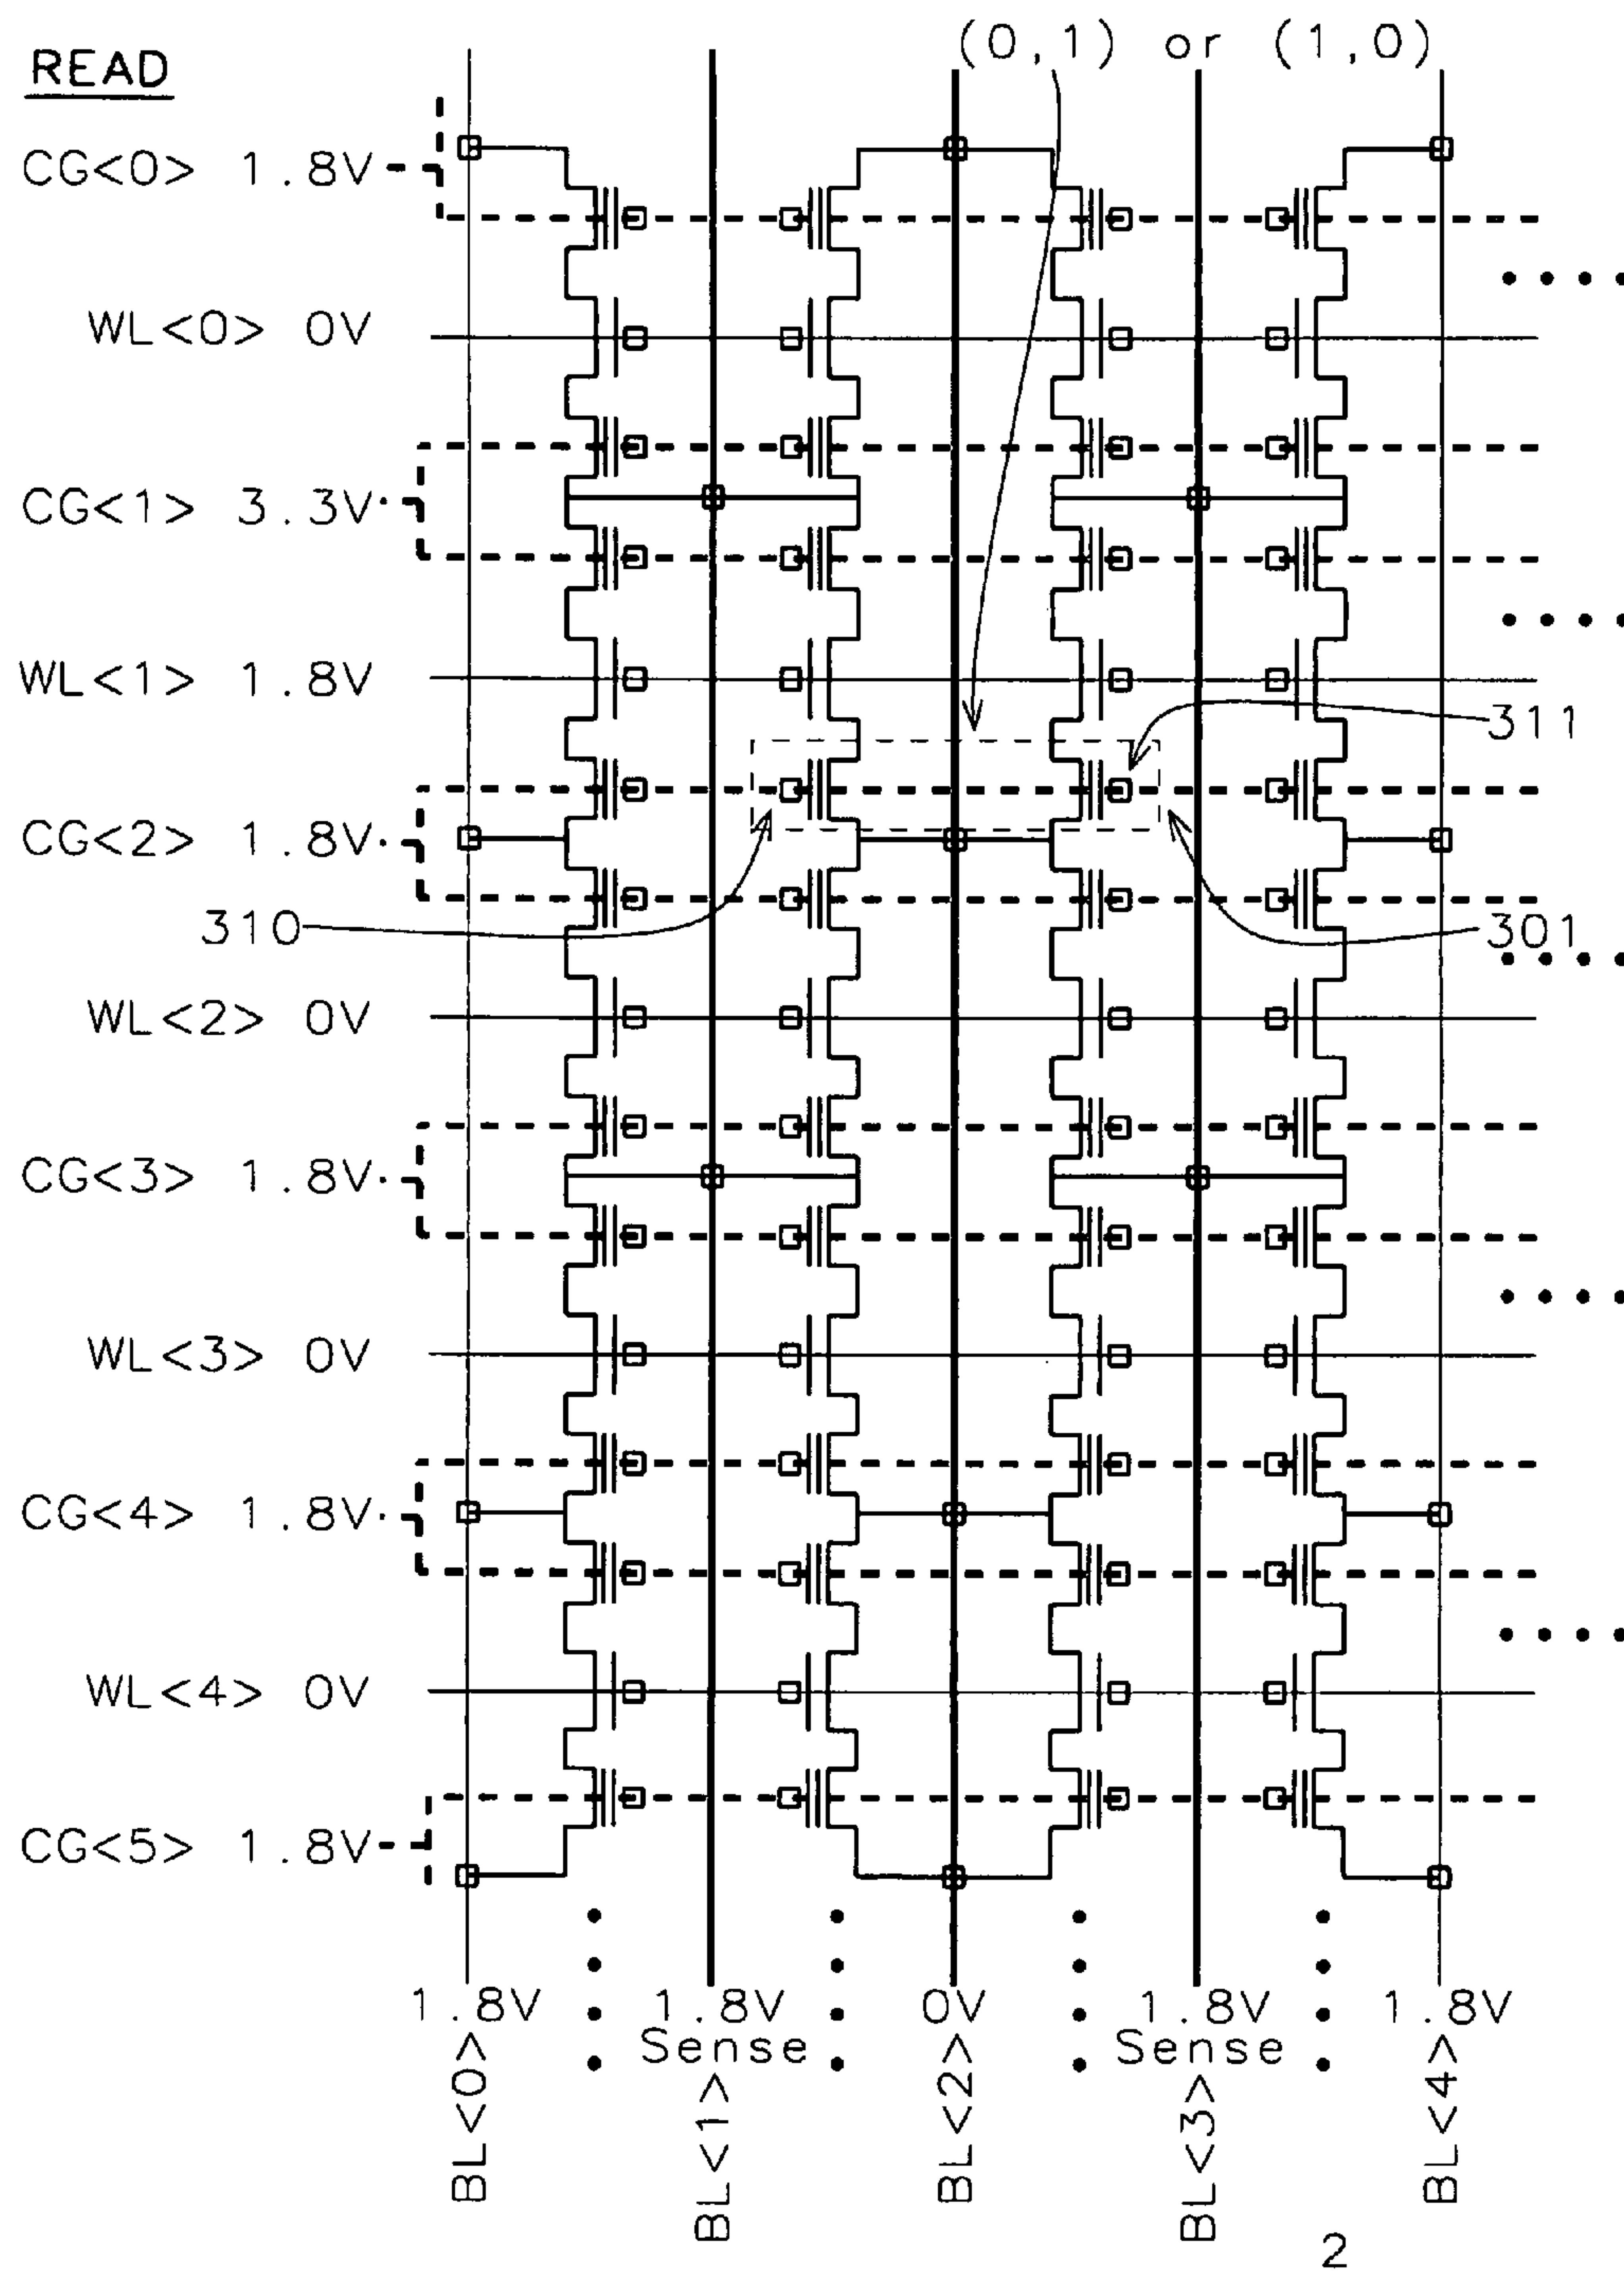 (0,1) or (1,0)
READ
CG<0> 1.8V
WL<0> 0V
CG<1> 3.3V
WL<1> 1.8V
311
CG<2> 1.8V
310
301
WL<2> 0V
CG<3> 1.8V
WL<3> 0V
CG<4> 1.8V
WL<4> 0V
CG<5> 1.8V
1.8V 1.8V 0V 1.8V 1.8V
Sense Sense
BL<0> BL<1> BL<2> BL<3> BL<4>
2